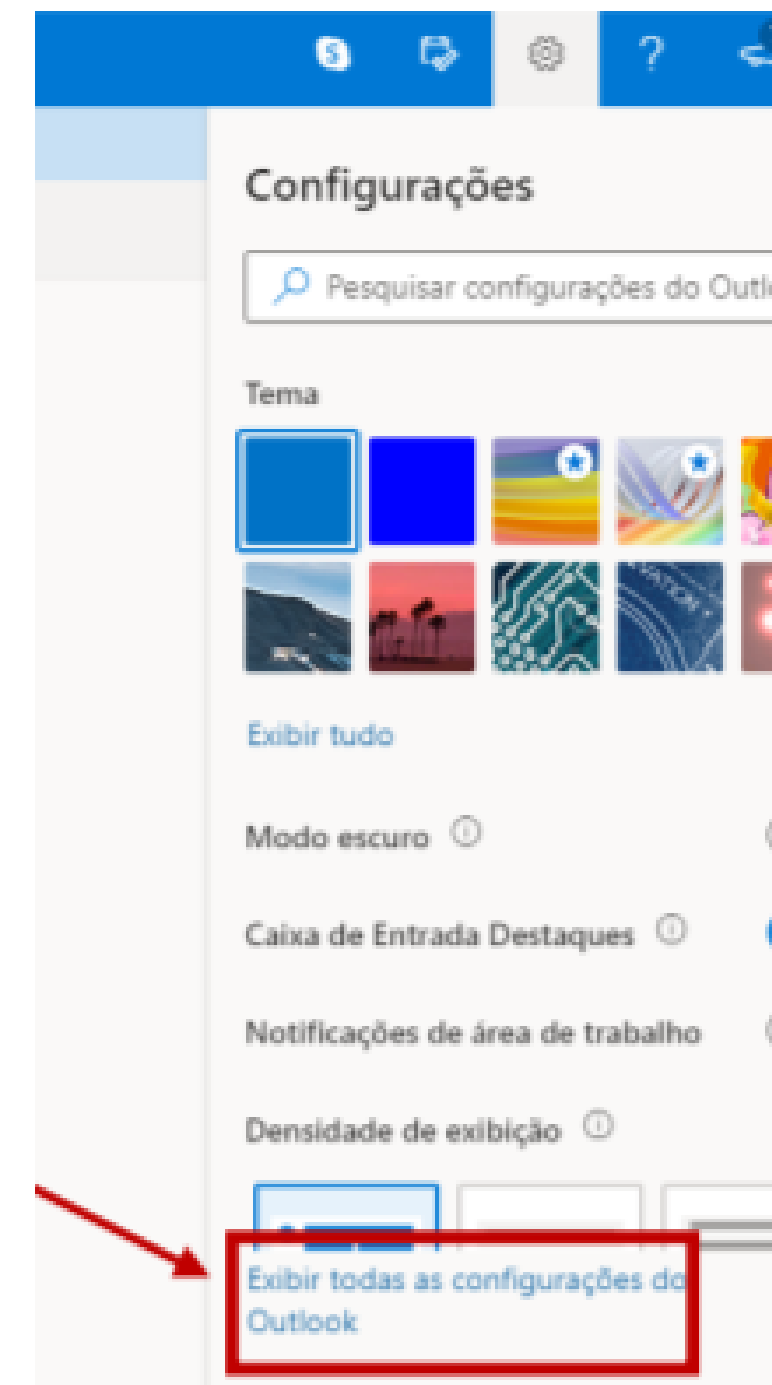 ?
Configurações
Pesquisar configurações do
Tema
Exibir tudo
Modo escuro
Caixa de Entrada Destaques
Notificações de área de trabalho
Densidade de exibição
Exibir todas as configurações do
Outlook